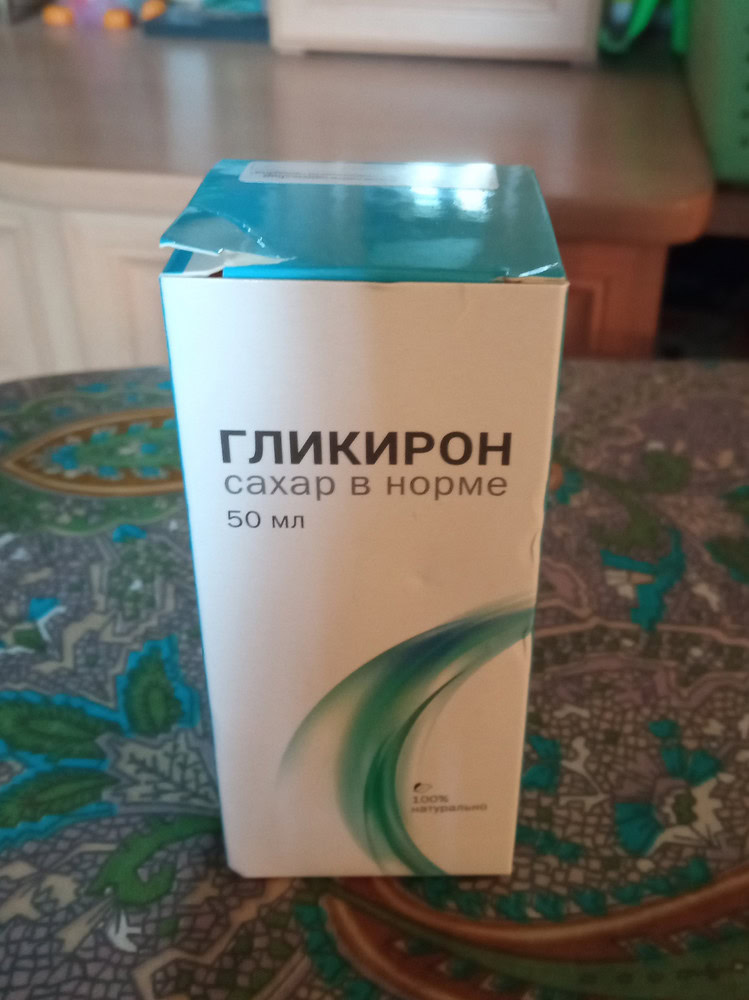 ГЛИКИРОН
сахар в норме
50 мл
100%
натурально